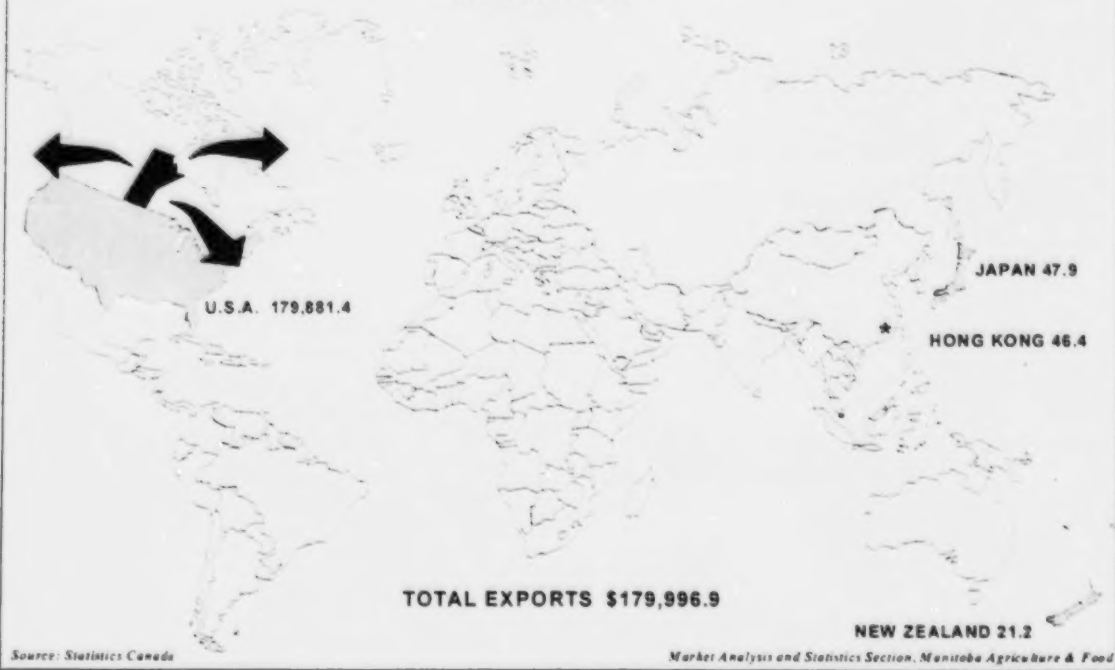 JAPAN 47.9
U.S.A. 179,881.4
HONG KONG 46.4
TOTAL EXPORTS $179,996.9
NEW ZEALAND 21.2
Source: Statistics Canada
Market Analysis and Statistics Section, Manitoba Agriculture & Food